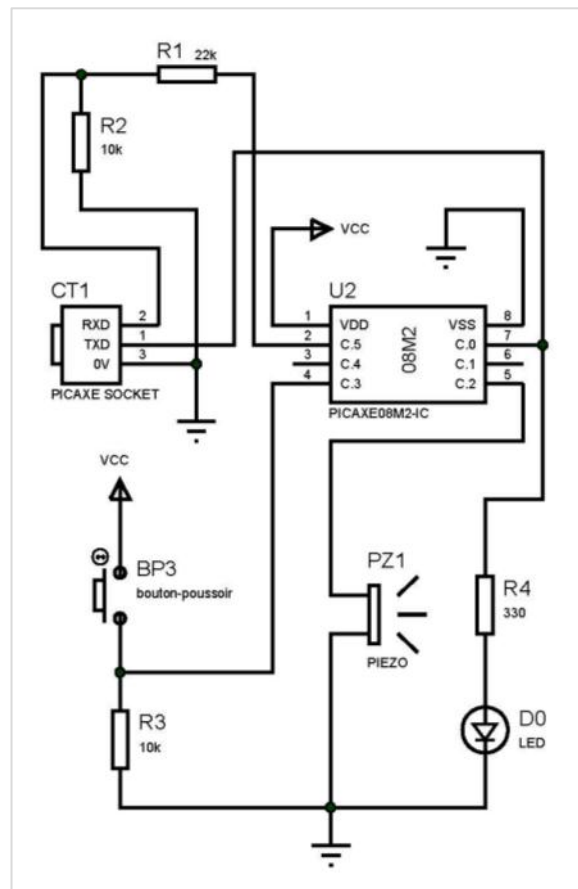 R1 22k
R2
10k
VCC
CT1
U2
RXD 2
TXD 1
0V 3
PICAXE SOCKET
1 VDD
2 C.5
3 C.4
4 C.3
08M2
VSS 8
C.0 7
C.1 6
C.2 5
PICAXE08M2-IC
VCC
BP3
bouton-poussoir
PZ1
PIEZO
R4
330
R3
10k
D0
LED